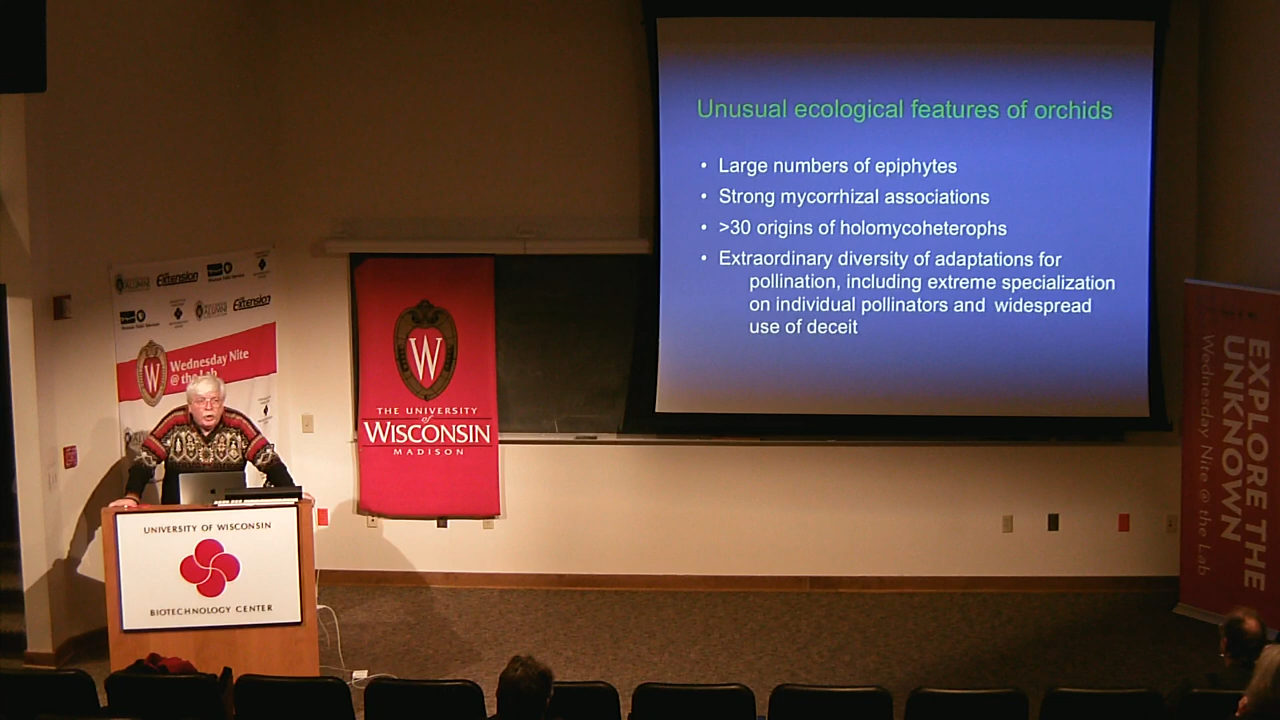 Unusual ecological features of orchids
• Large numbers of epiphytes
• Strong mycorrhizal associations
• >30 origins of holomycoheterophs
• Extraordinary diversity of adaptations for
pollination, including extreme specialization
on individual pollinators and widespread
use of deceit
Extension
ALUMNI
Extension
Wednesday Nite
@ the Lab
W
THE UNIVERSITY
of
WISCONSIN
MADISON
UNIVERSITY OF WISCONSIN
BIOTECHNOLOGY CENTER
EXPLORE THE
UNKNOWN
Wednesday Nite @ the Lab